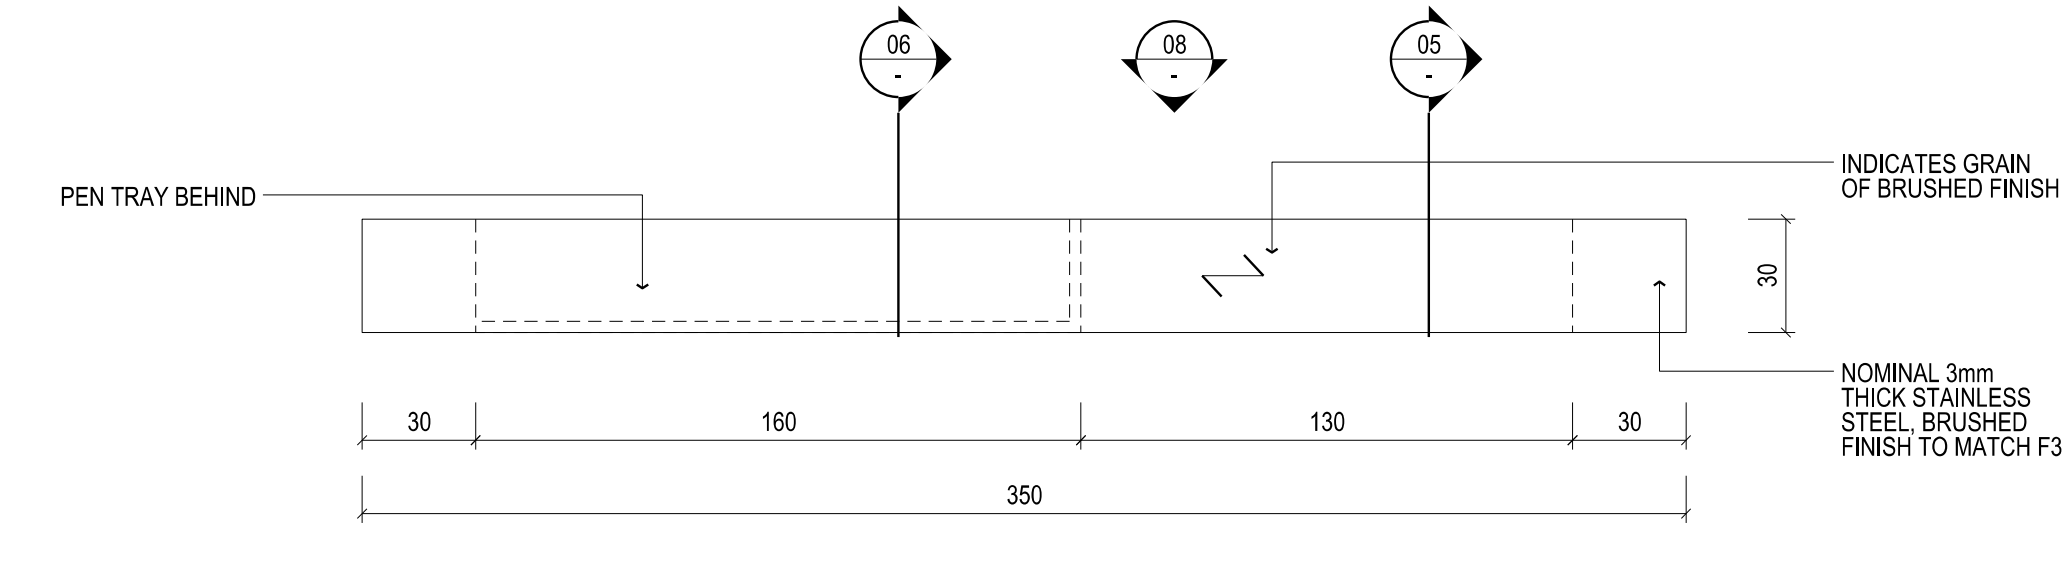 06
-
08
-
05
-
PEN TRAY BEHIND
INDICATES GRAIN
OF BRUSHED FINISH
30
NOMINAL 3mm
THICK STAINLESS
STEEL, BRUSHED
FINISH TO MATCH F3
30
160
130
30
350